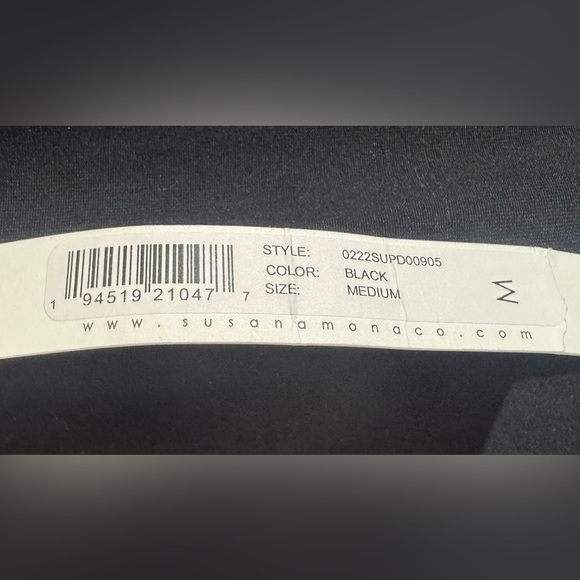 STYLE: 0222SUPD00905
COLOR: BLACK
SIZE: MEDIUM
M
1 94519 21047 7
www.susanamonaco.com